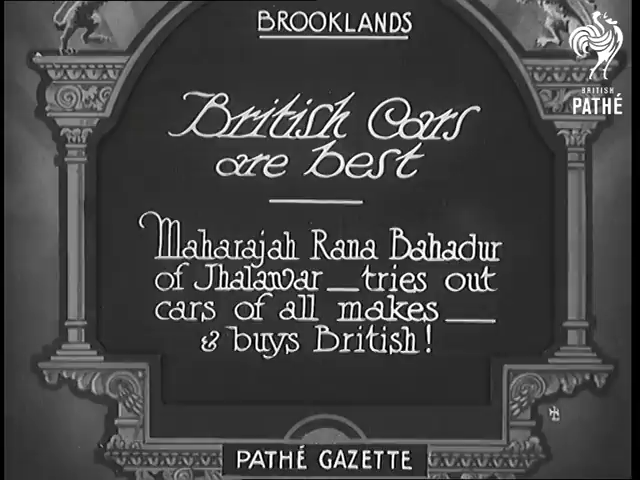 BROOKLANDS
BRITISH
PATHÉ
British Cars
are best
Maharajah Rana Bahadur
of Jhalawar — tries out
cars of all makes —
& buys British!
PATHÉ GAZETTE